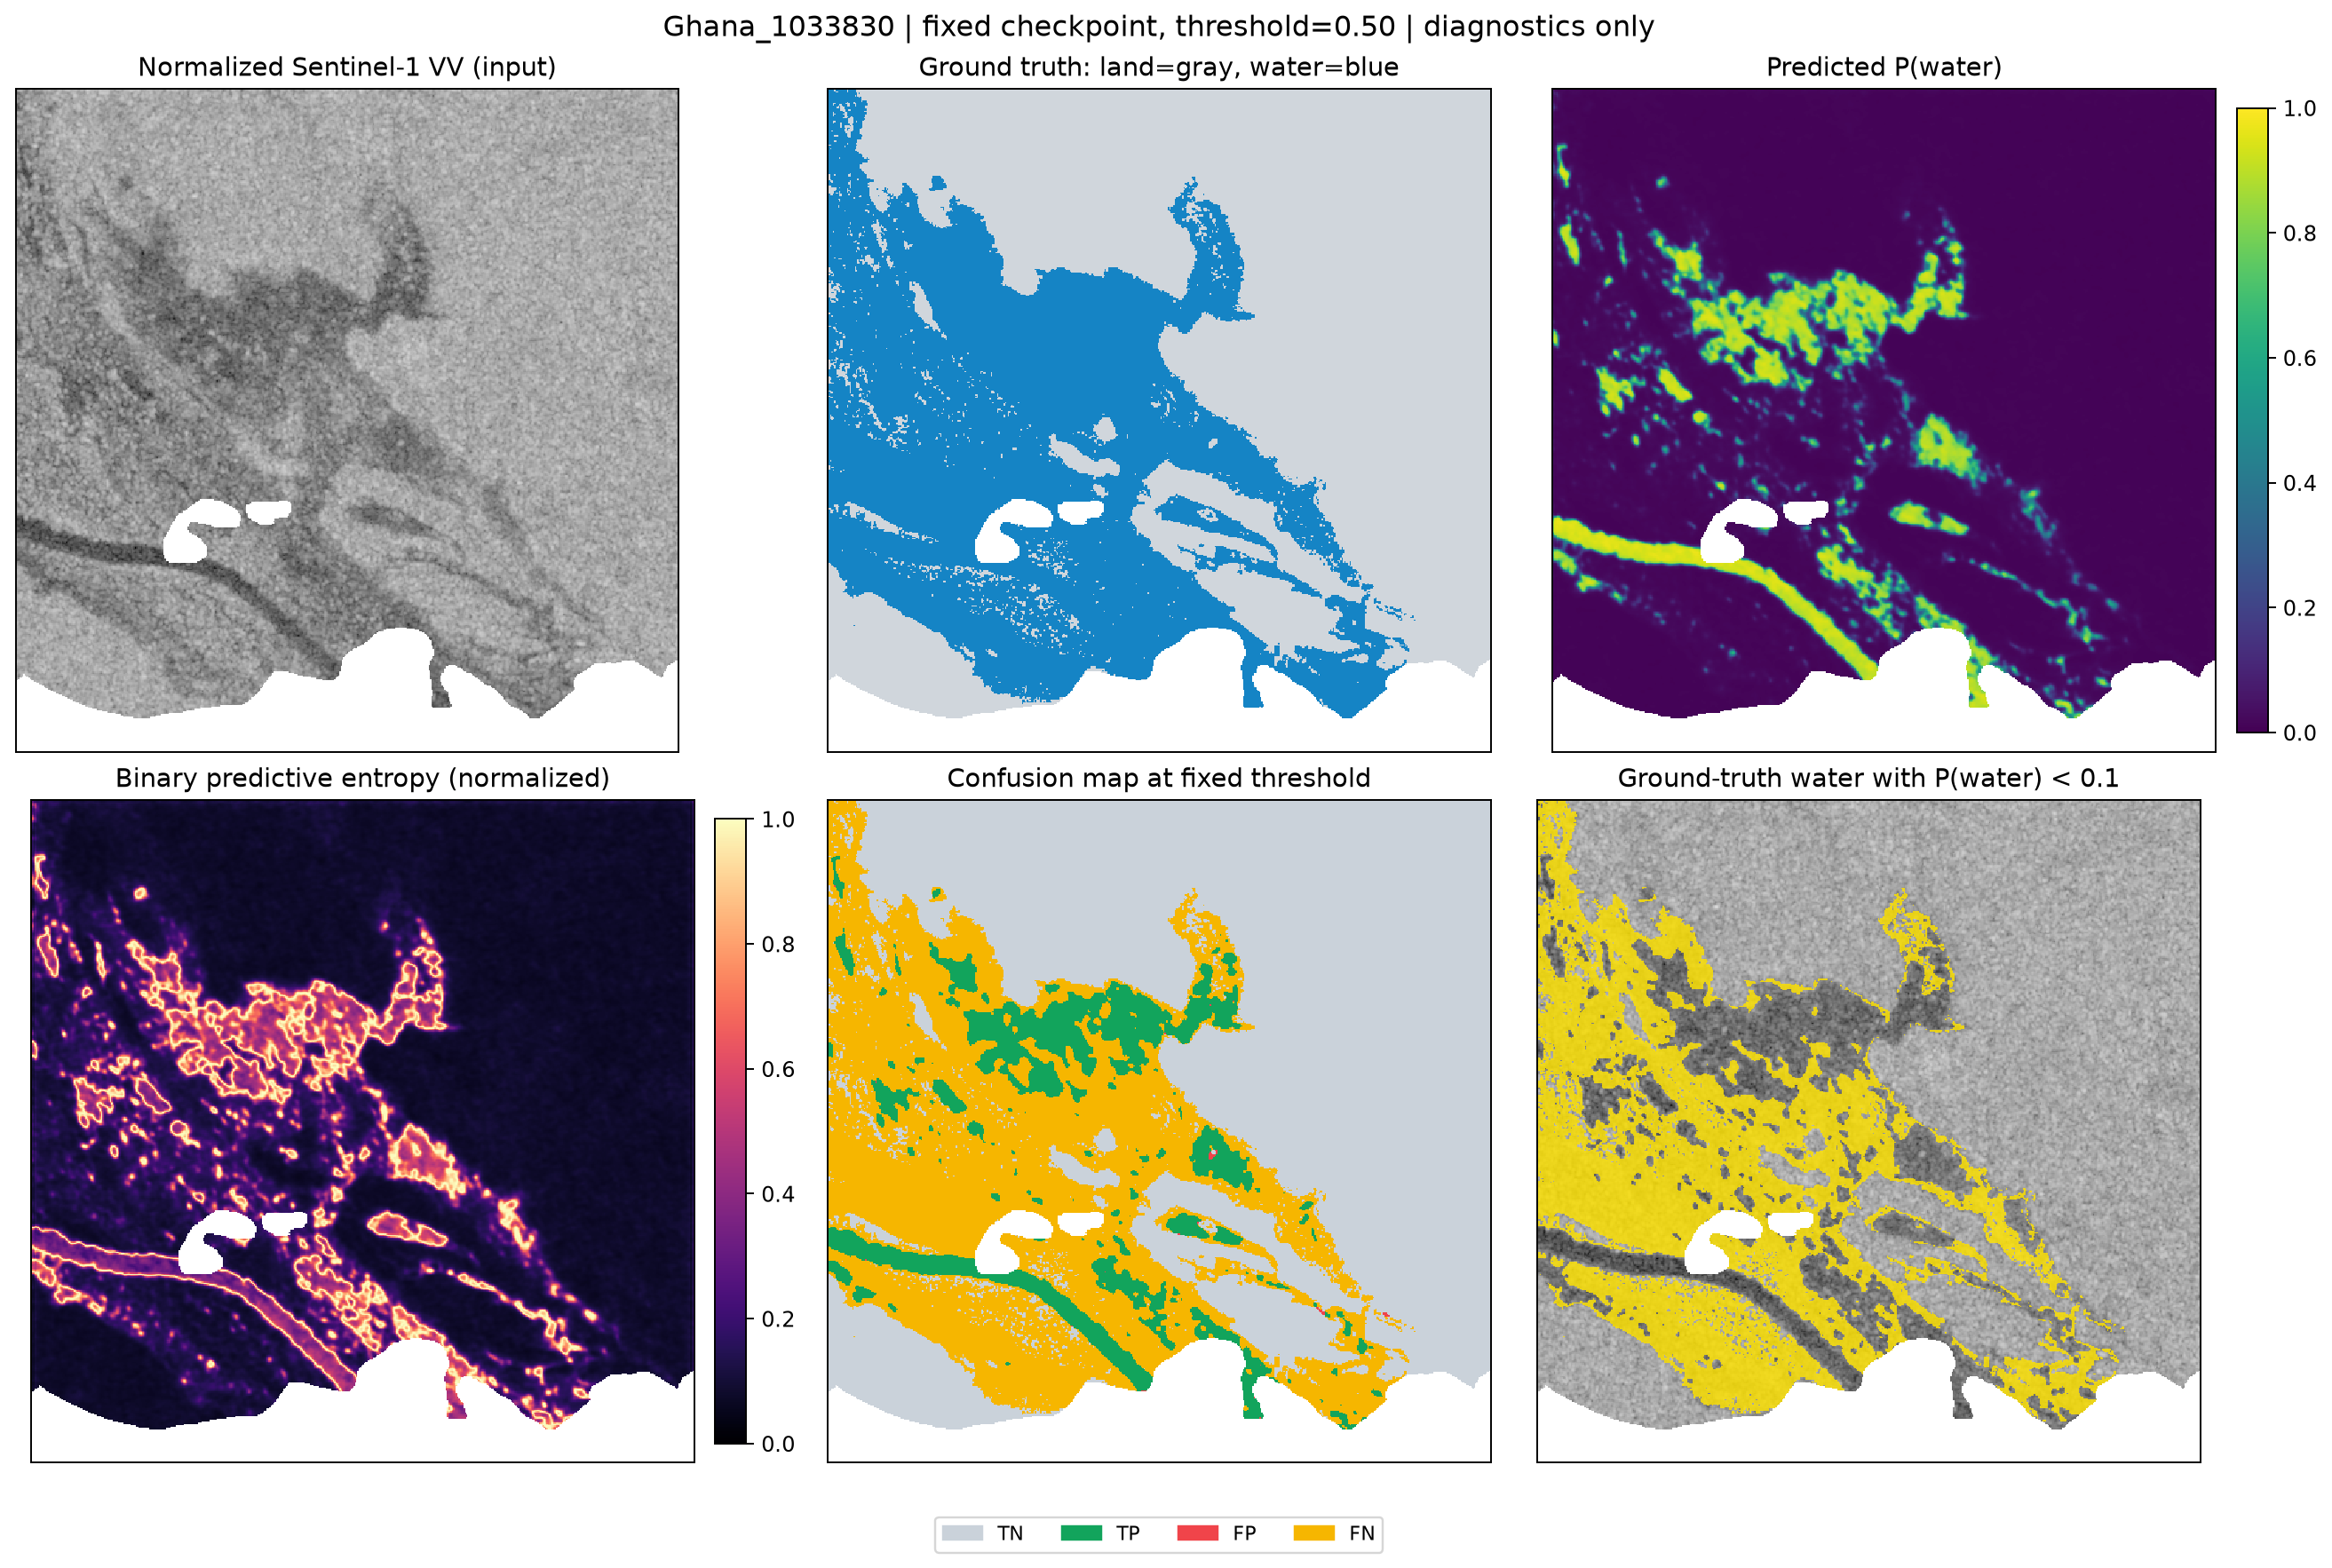 Ghana_1033830 | fixed checkpoint, threshold=0.50 | diagnostics only
Normalized Sentinel-1 VV (input)
Ground truth: land=gray, water=blue
Predicted P(water)
1.0
0.8
0.6
0.4
0.2
0.0
Binary predictive entropy (normalized)
Confusion map at fixed threshold
Ground-truth water with P(water) < 0.1
1.0
0.8
0.6
0.4
0.2
0.0
TN TP FP FN